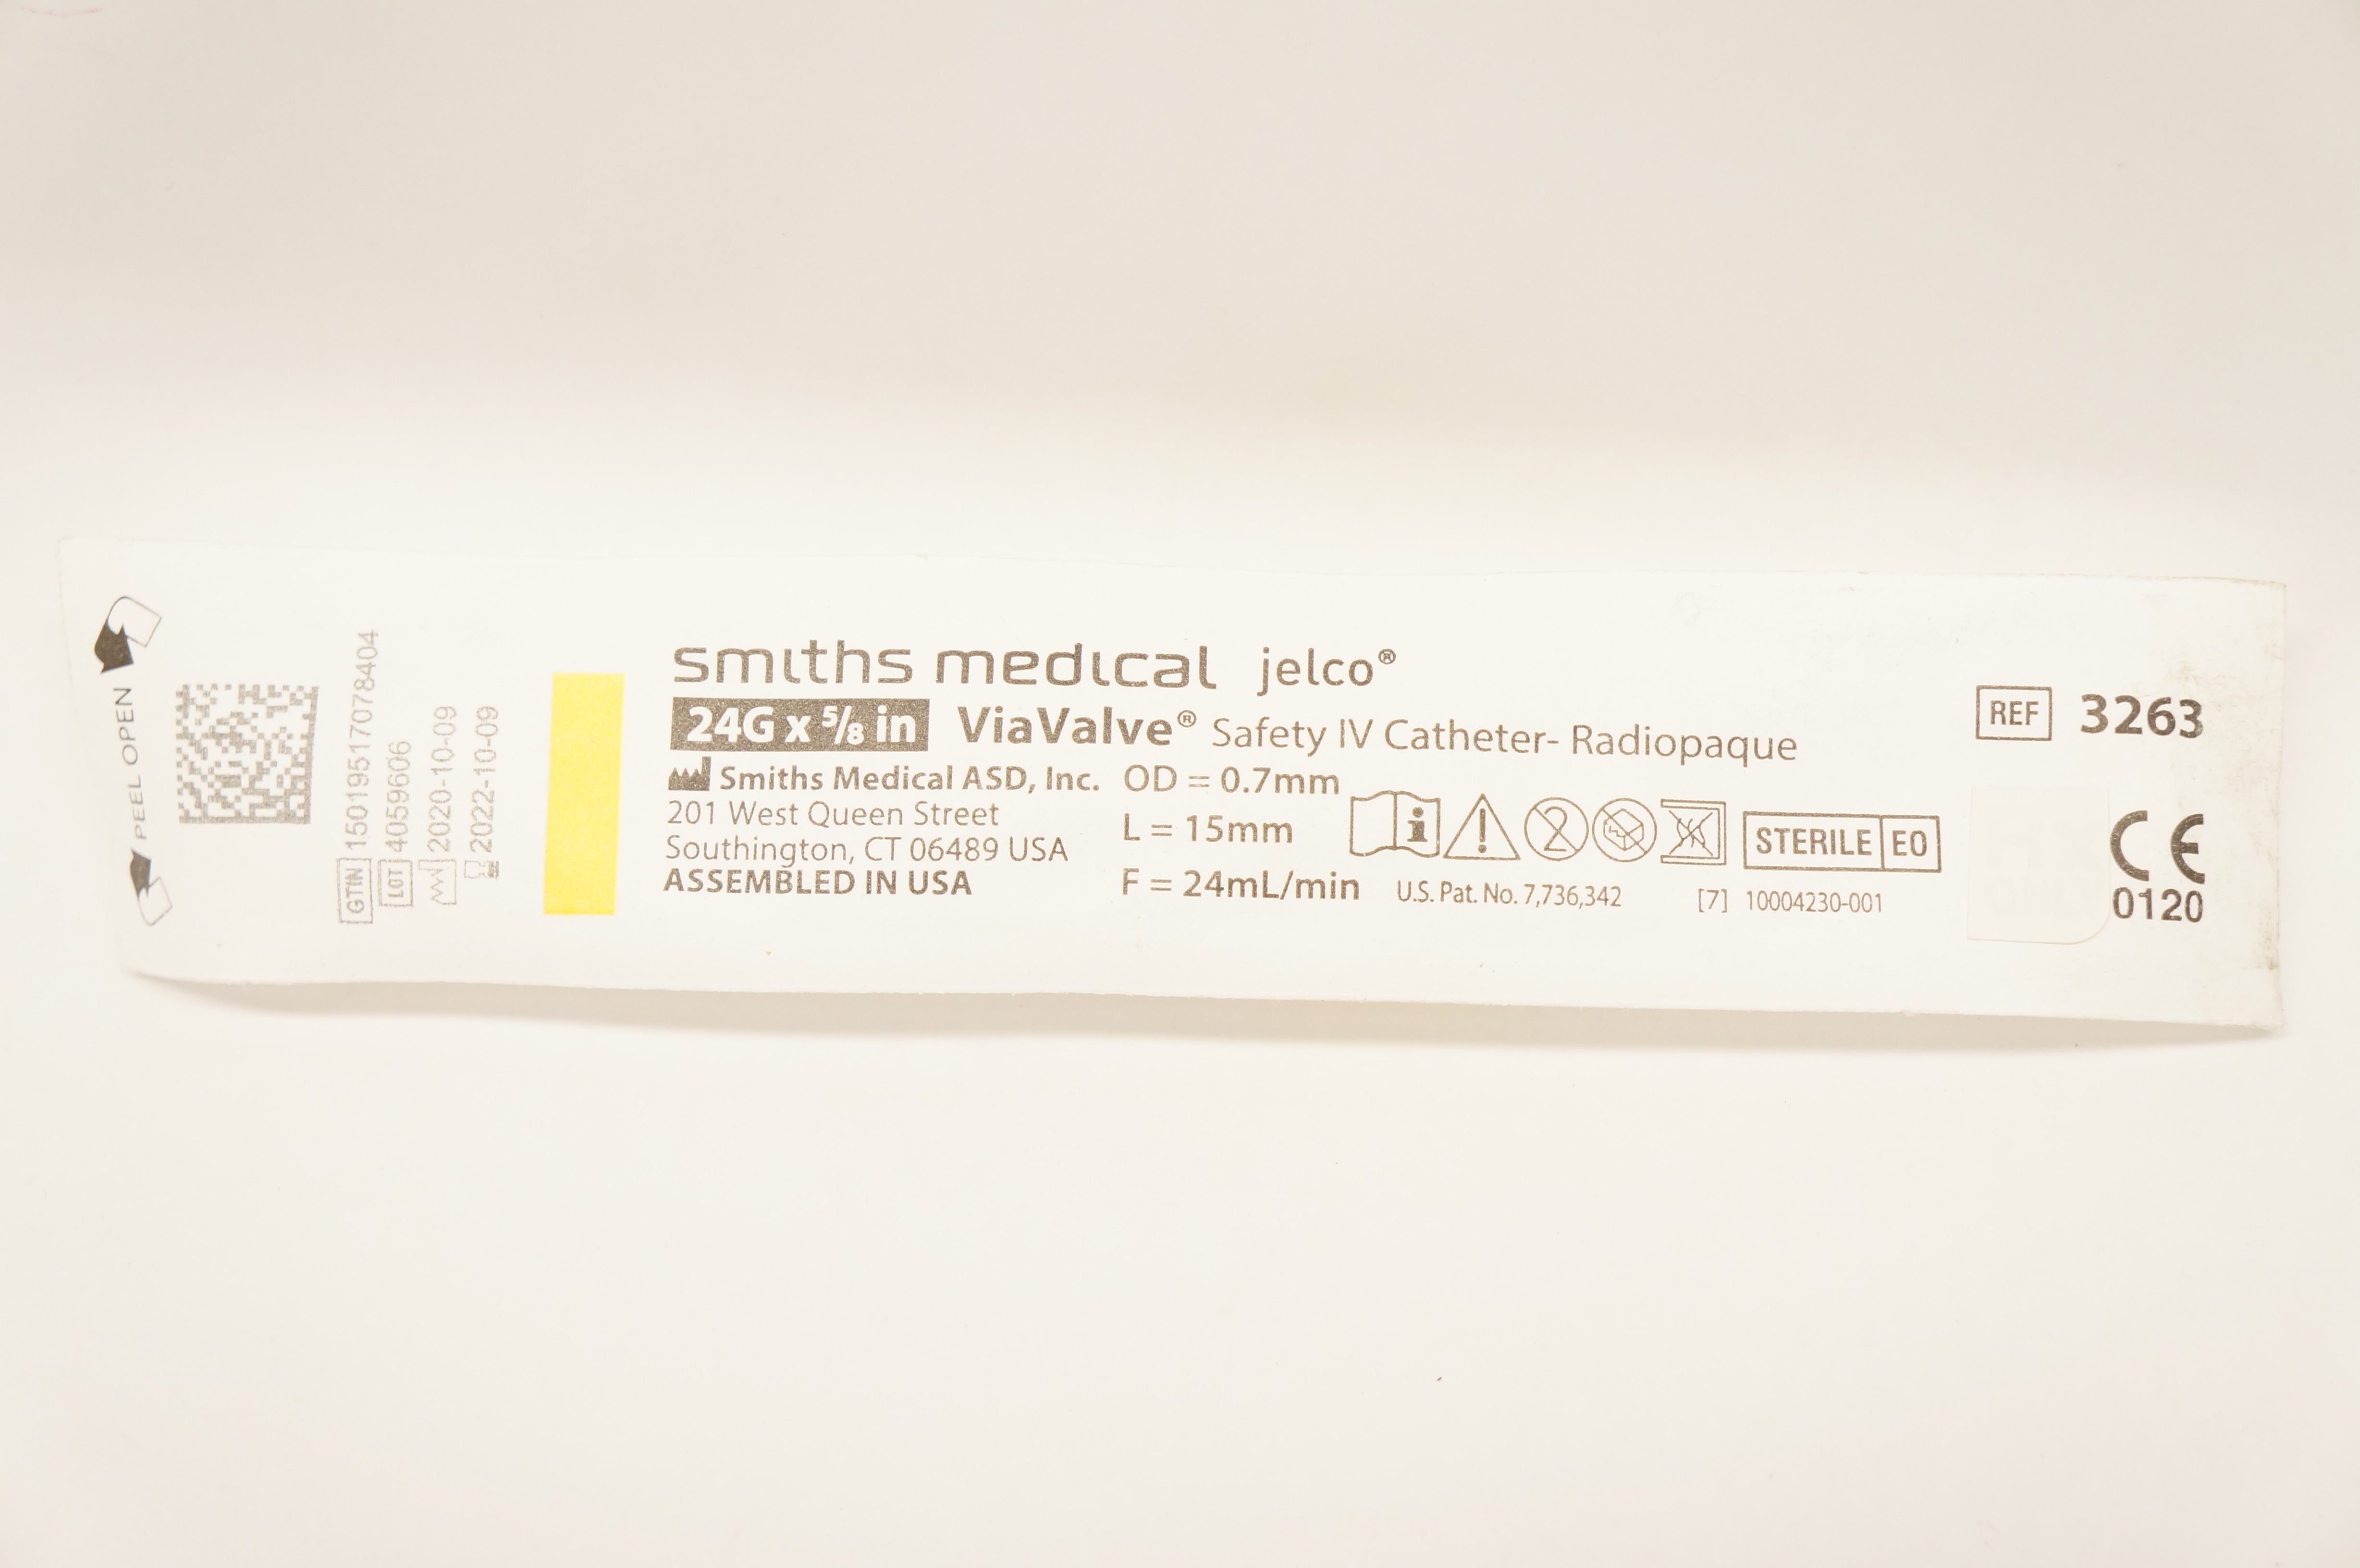 PEEL OPEN
GTIN 15019517078404
LOT 4059606
2020-10-09
2022-10-09
smiths medical jelco®
24G x 5/8 in ViaValve® Safety IV Catheter- Radiopaque
Smiths Medical ASD, Inc. OD = 0.7mm
201 West Queen Street
Southington, CT 06489 USA
L = 15mm
ASSEMBLED IN USA
F = 24mL/min
2
STERILE EO
U.S. Pat. No. 7,736,342 [7] 10004230-001
REF 3263
CE
0120